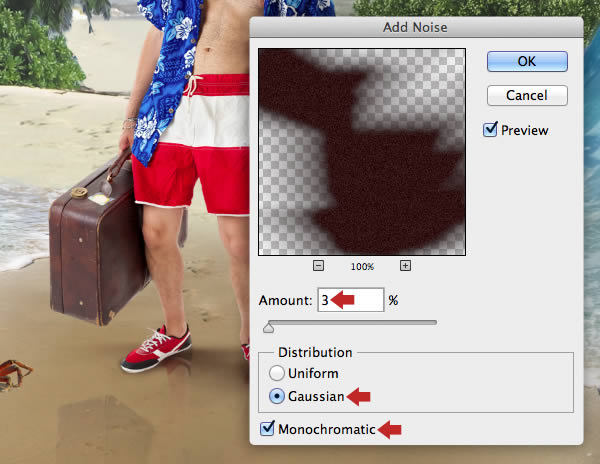 Add Noise
OK
Cancel
Preview
100%
Amount: 3 %
Distribution
Uniform
Gaussian
Monochromatic